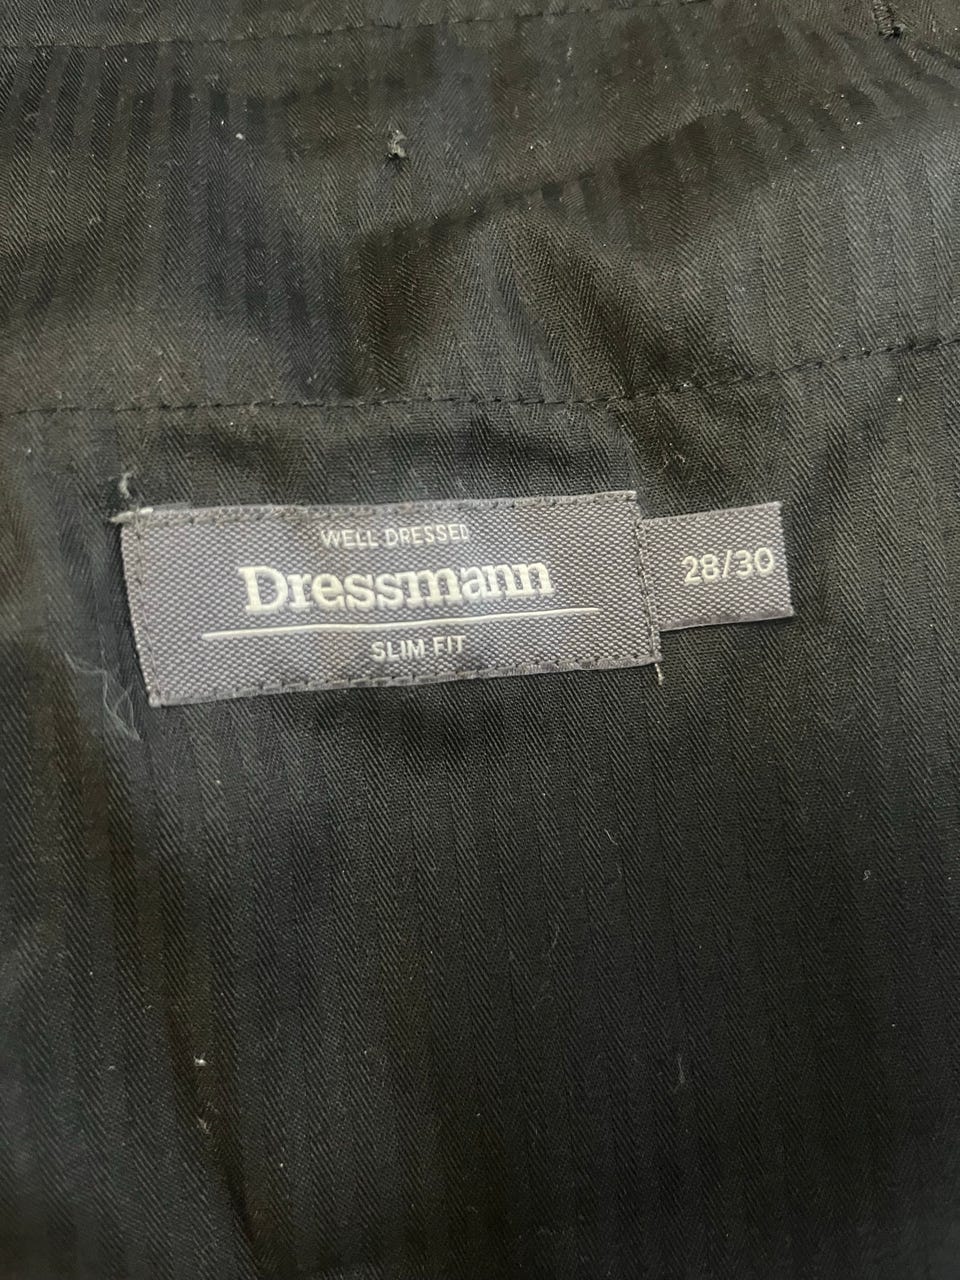 WELL DRESSED
Dressmann
SLIM FIT
28/30